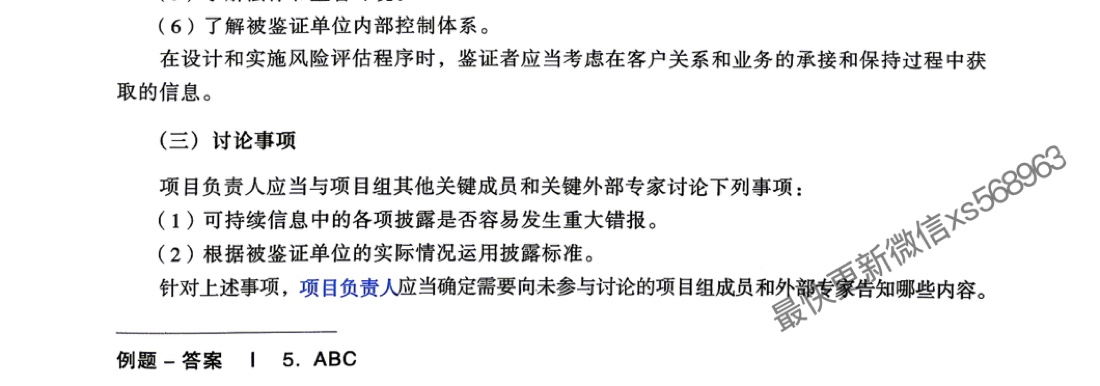 （6）了解被鉴证单位内部控制体系。
在设计和实施风险评估程序时，鉴证者应当考虑在客户关系和业务的承接和保持过程中获
取的信息。
（三）讨论事项
项目负责人应当与项目组其他关键成员和关键外部专家讨论下列事项：
（1）可持续信息中的各项披露是否容易发生重大错报。
（2）根据被鉴证单位的实际情况运用披露标准。
针对上述事项，项目负责人应当确定需要向未参与讨论的项目组成员和外部专家告知哪些内容。
最快更新微信xs568963
例题 – 答案 | 5. ABC